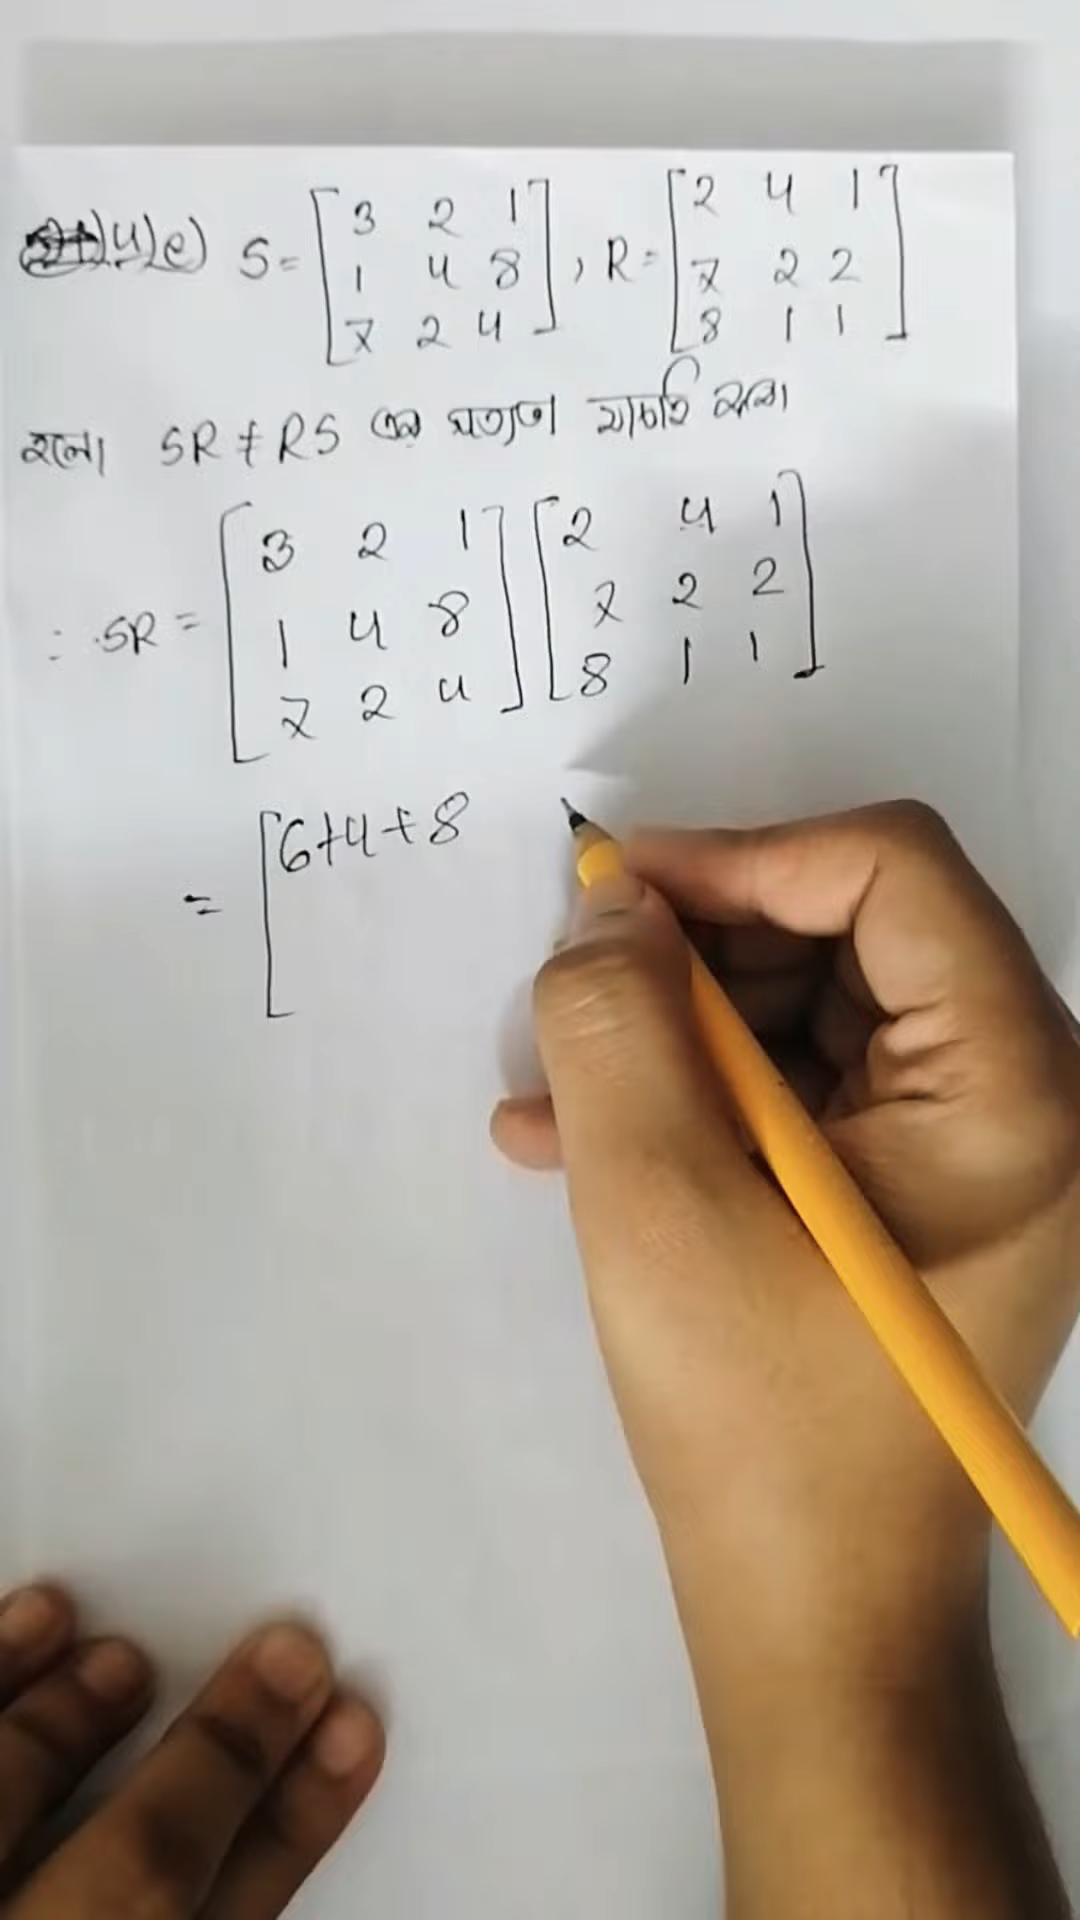 4)(e) S = [3 2 1], R = [2 4 1]
1 4 8 7 2 2
7 2 4 8 1 1
হলে SR ≠ RS এর সত্যতা যাচাই কর।
∴ SR = [3 2 1] [2 4 1]
1 4 8 7 2 2
7 2 4 8 1 1
= [6+4+8